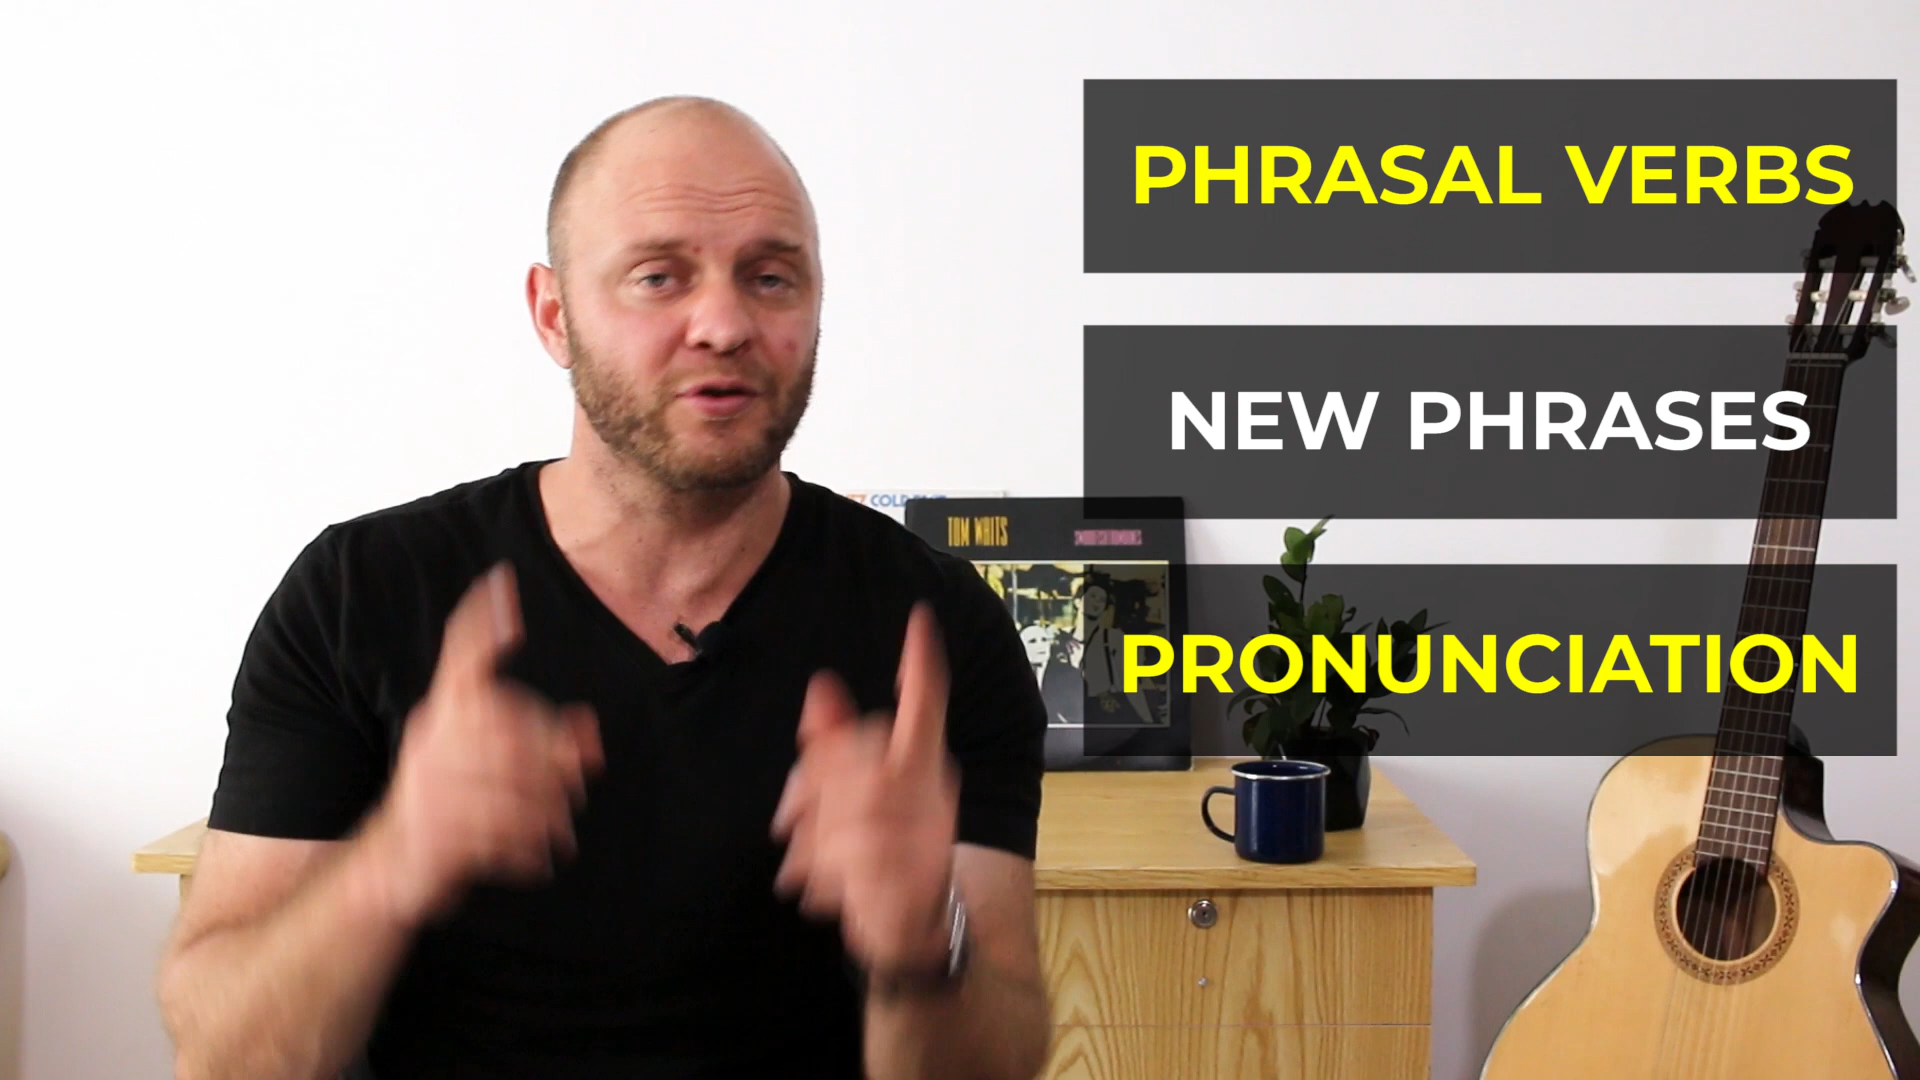 PHRASAL VERBS
NEW PHRASES
PRONUNCIATION
TOM WAITS